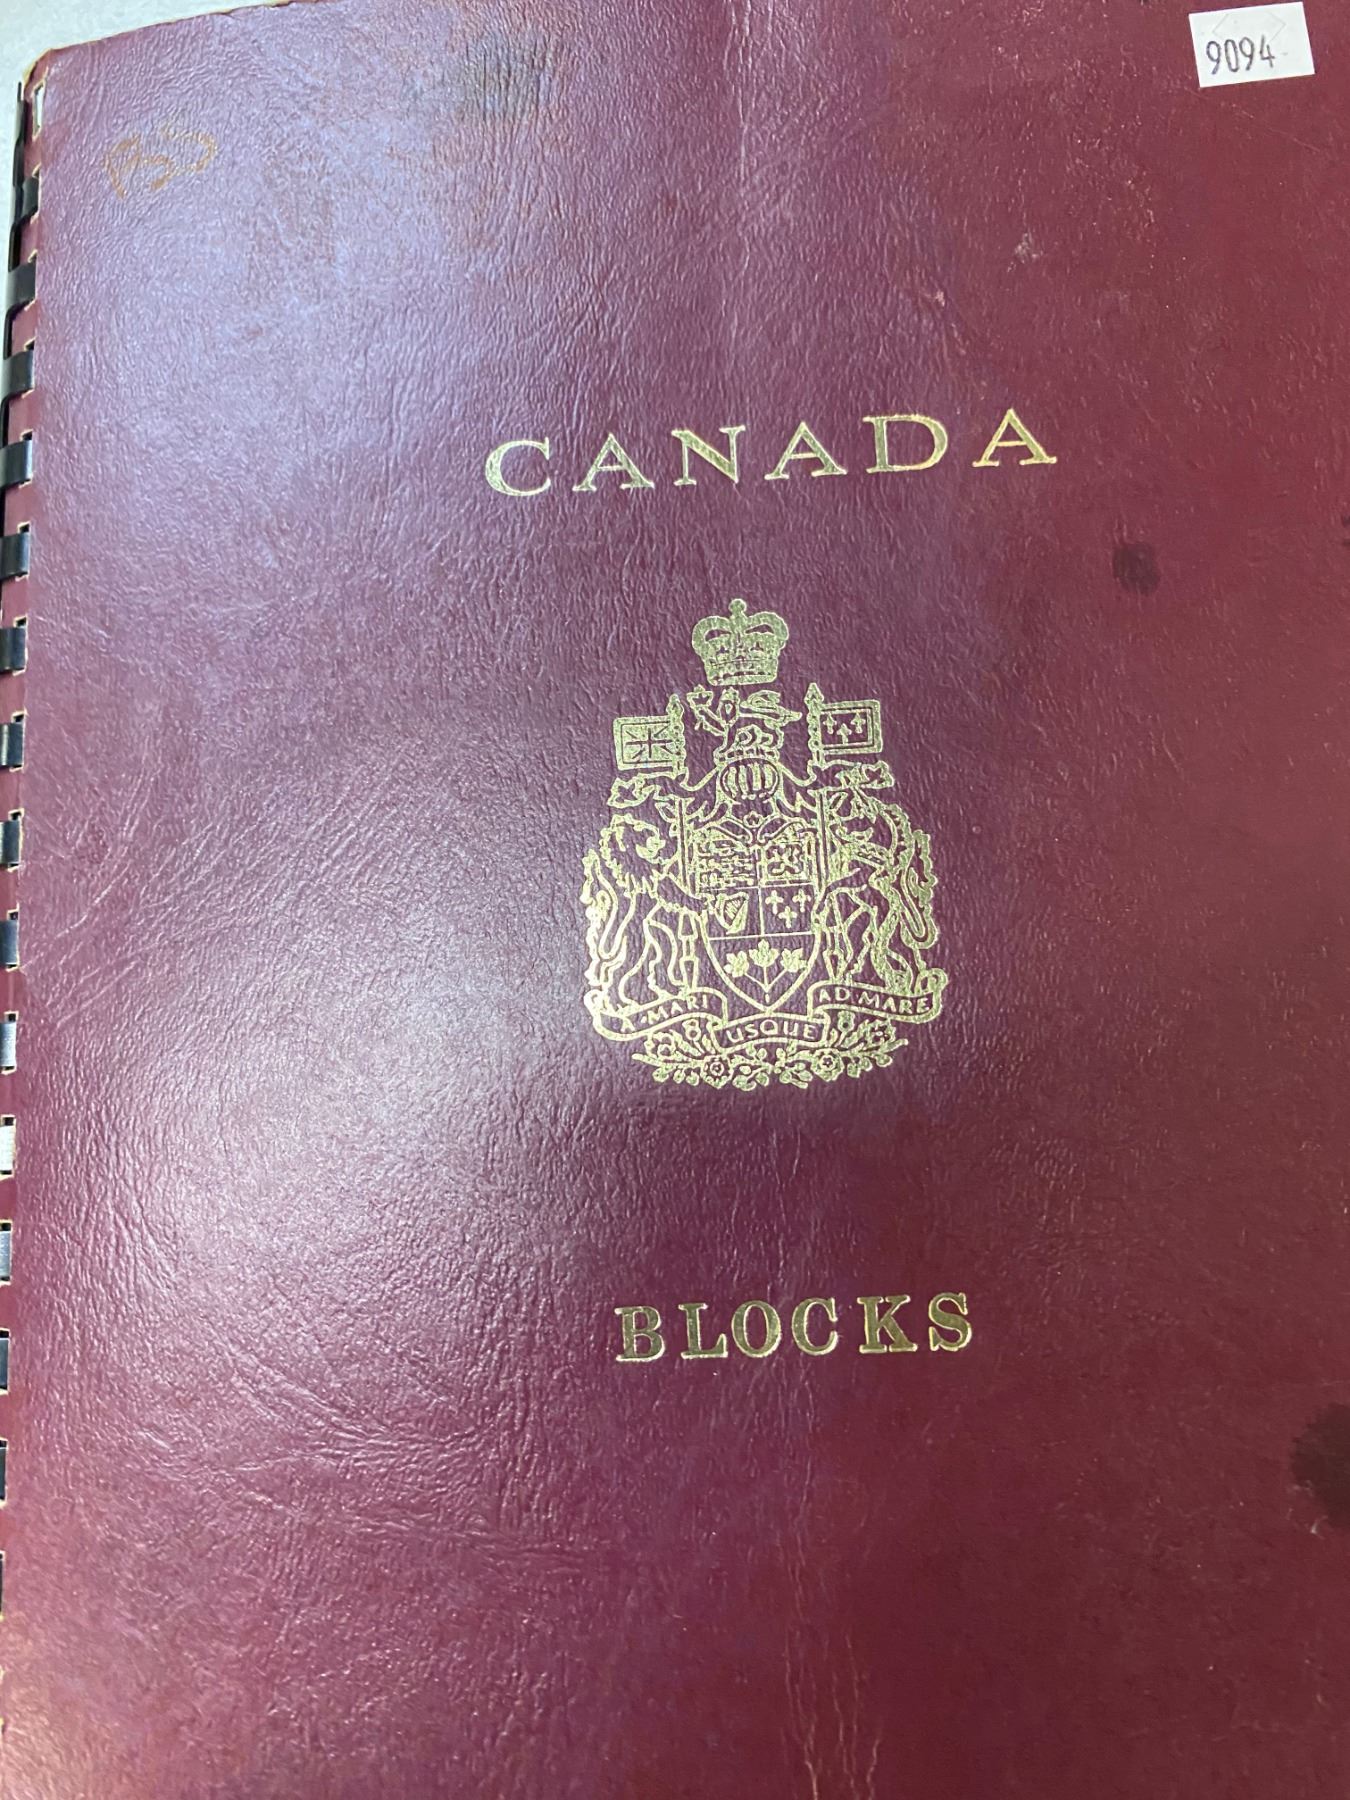 9094
CANADA
A·MARI USQUE AD MARE
BLOCKS